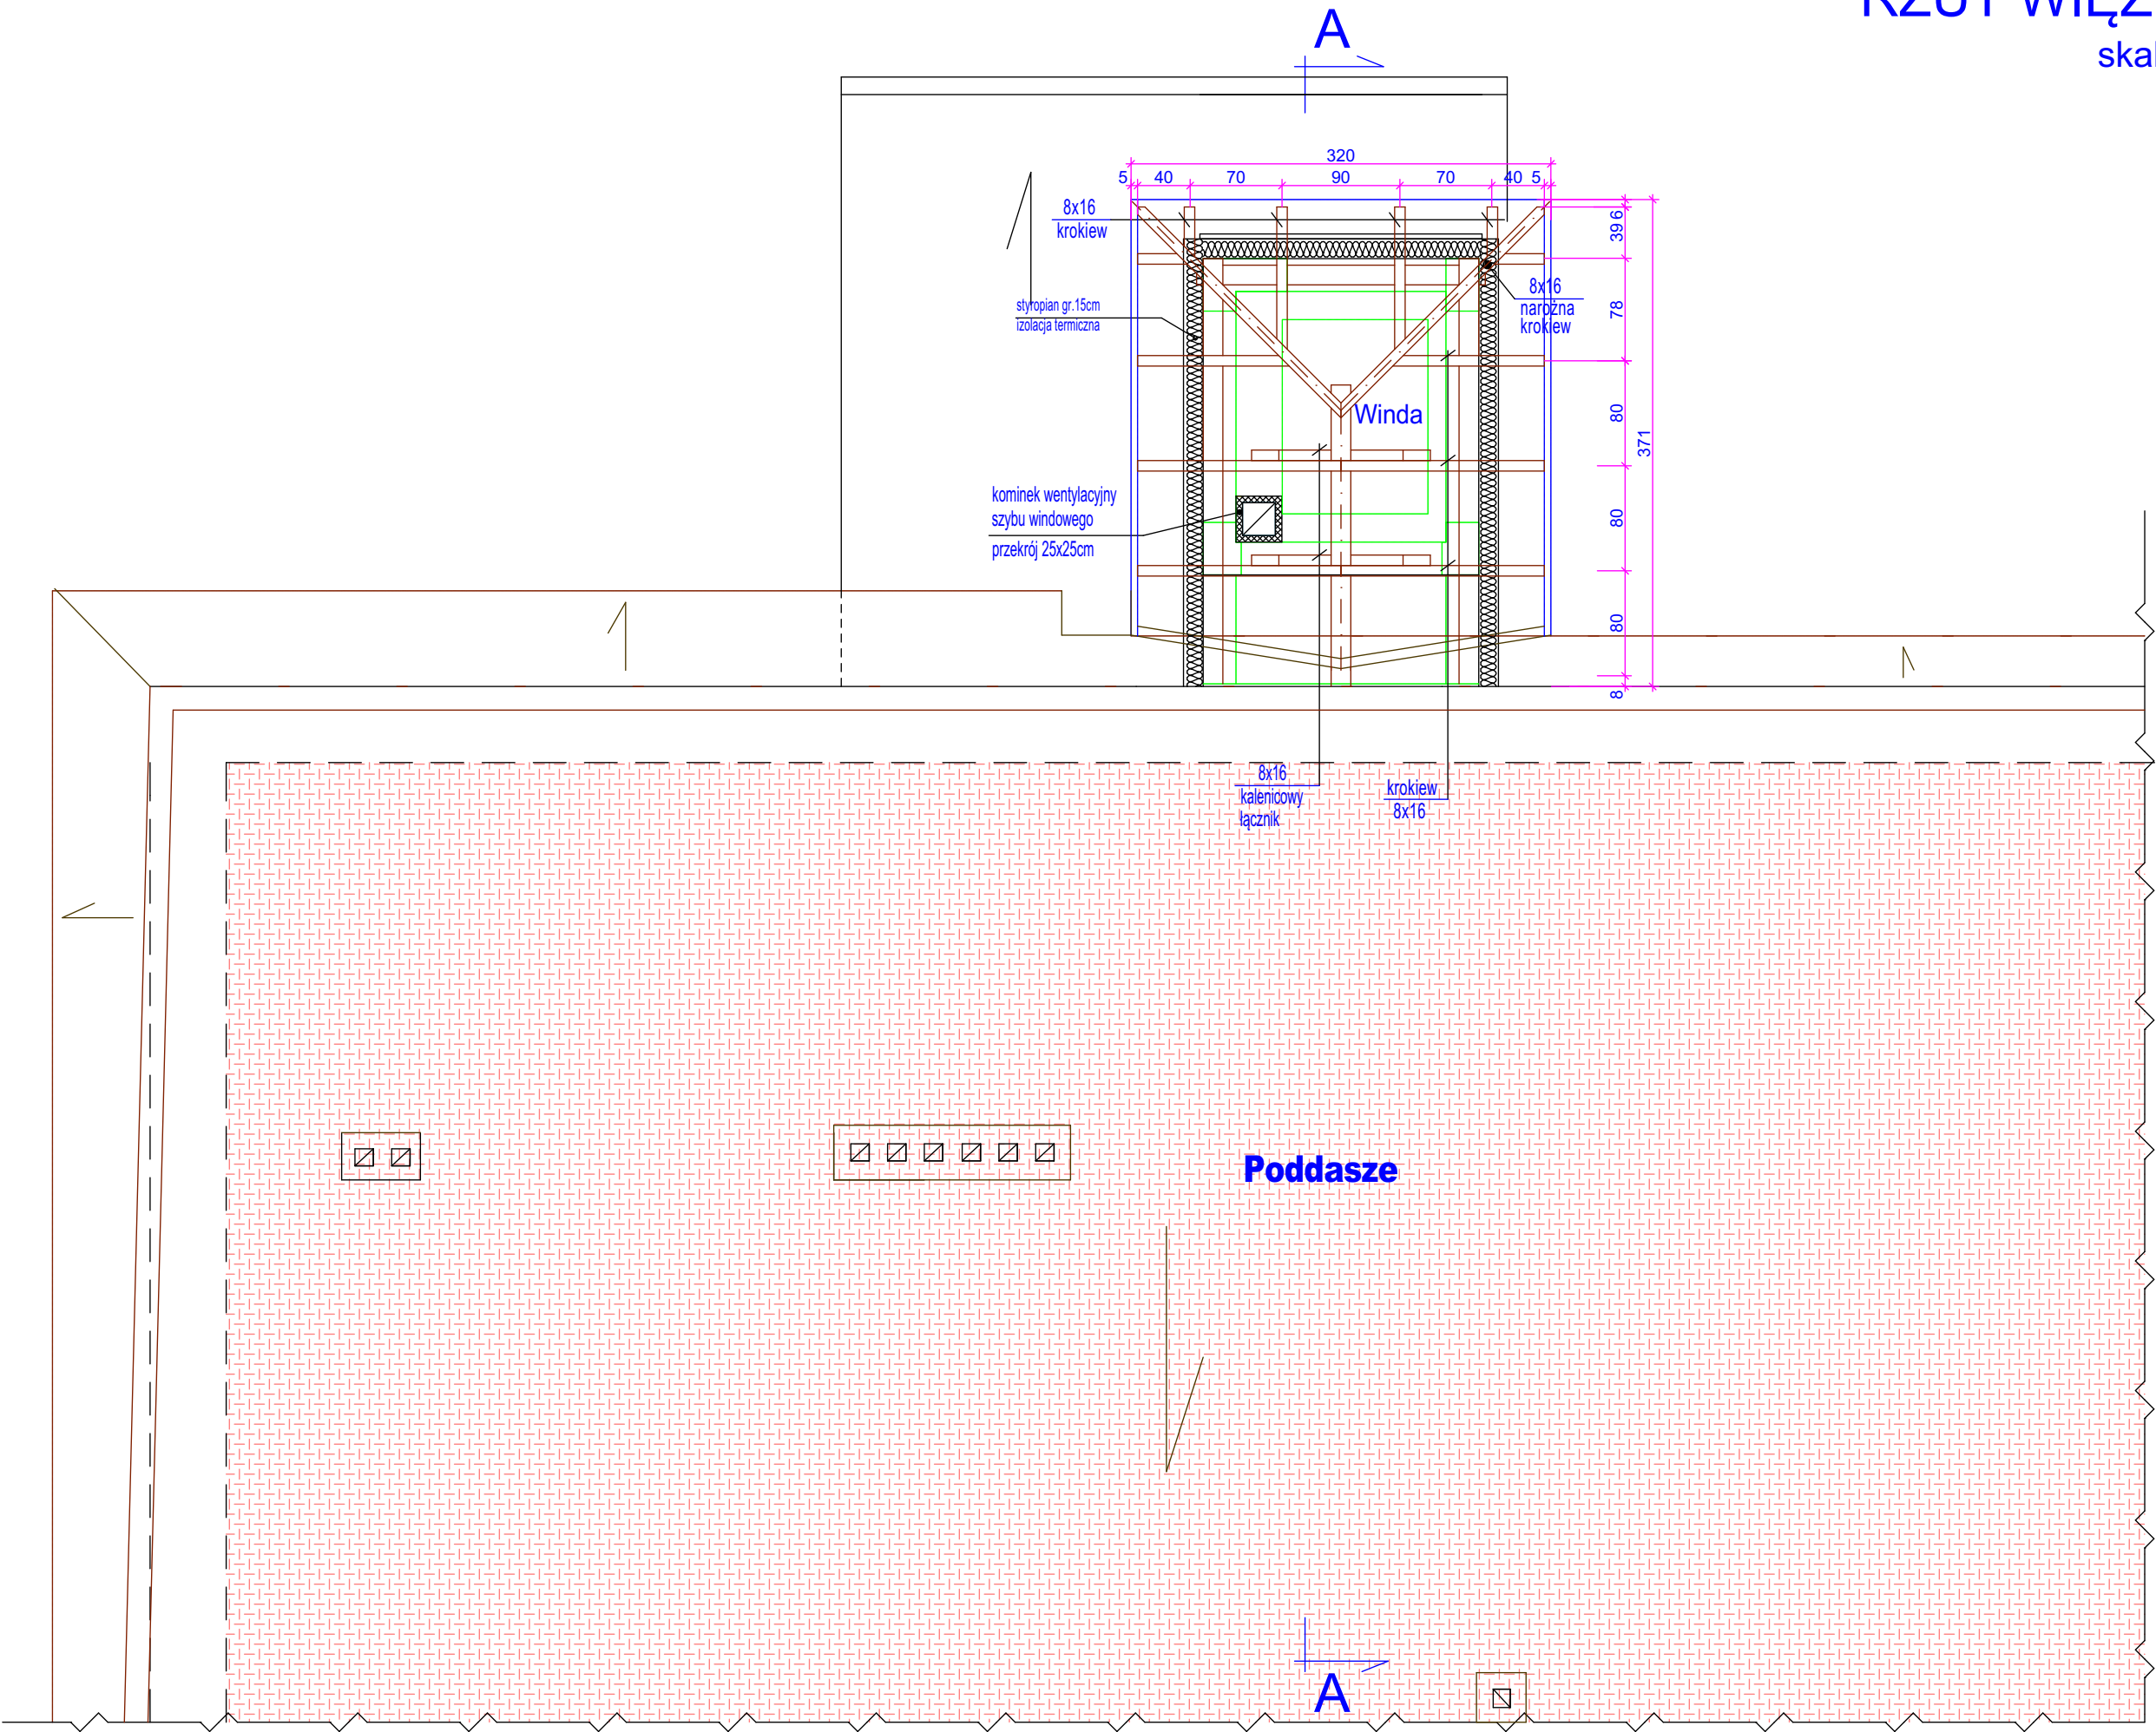 A
skal
320
5 40 70 90 70 40 5
8x16
krokiew
6
39
78
80
371
80
80
8
styropian gr.15cm
izolacja termiczna
8x16
narożna
krokiew
Winda
kominek wentylacyjny
szybu windowego
przekrój 25x25cm
8x16
kalenicowy
łącznik
krokiew
8x16
Poddasze
A